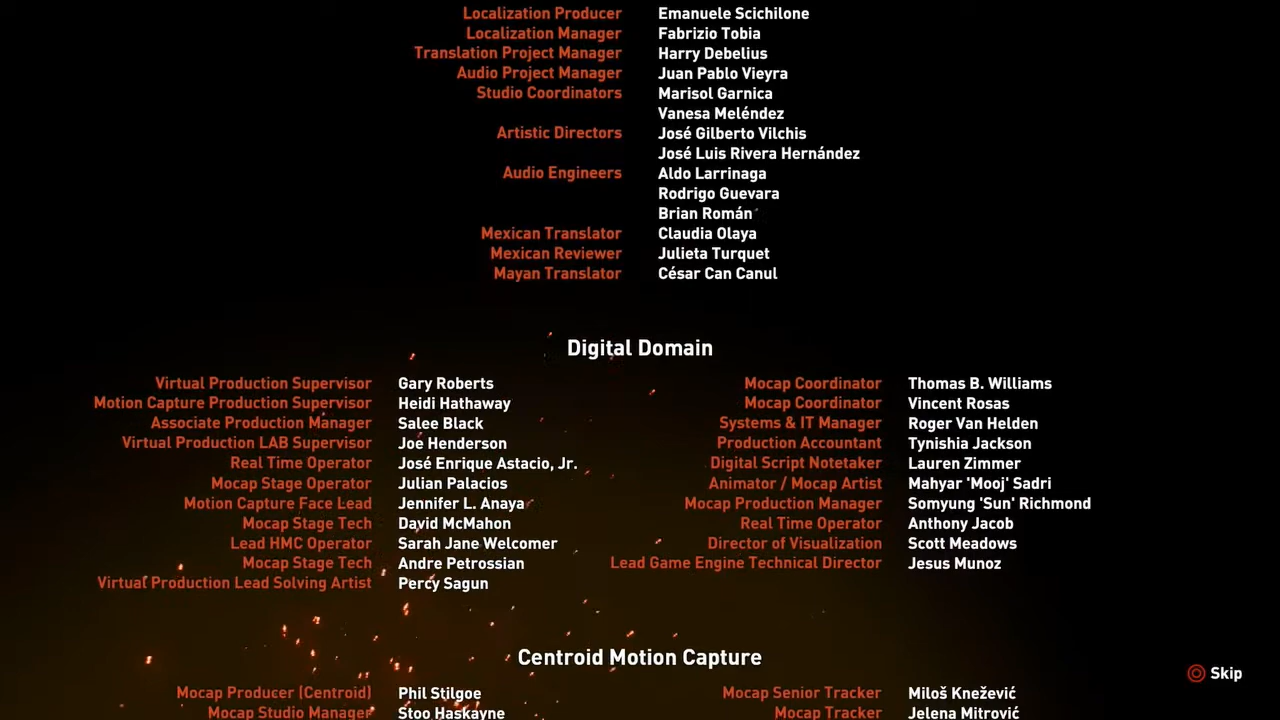 Localization Producer Emanuele Scichilone
Localization Manager Fabrizio Tobia
Translation Project Manager Harry Debelius
Audio Project Manager Juan Pablo Vieyra
Studio Coordinators Marisol Garnica
Vanesa Meléndez
Artistic Directors José Gilberto Vilchis
José Luis Rivera Hernández
Audio Engineers Aldo Larrinaga
Rodrigo Guevara
Brian Román
Mexican Translator Claudia Olaya
Mexican Reviewer Julieta Turquet
Mayan Translator César Can Canul
Digital Domain
Virtual Production Supervisor Gary Roberts
Motion Capture Production Supervisor Heidi Hathaway
Associate Production Manager Salee Black
Virtual Production LAB Supervisor Joe Henderson
Real Time Operator José Enrique Astacio, Jr.
Mocap Stage Operator Julian Palacios
Motion Capture Face Lead Jennifer L. Anaya
Mocap Stage Tech David McMahon
Lead HMC Operator Sarah Jane Welcomer
Mocap Stage Tech Andre Petrossian
Virtual Production Lead Solving Artist Percy Sagun
Mocap Coordinator Thomas B. Williams
Mocap Coordinator Vincent Rosas
Systems & IT Manager Roger Van Helden
Production Accountant Tynishia Jackson
Digital Script Notetaker Lauren Zimmer
Animator / Mocap Artist Mahyar 'Mooj' Sadri
Mocap Production Manager Somyung 'Sun' Richmond
Real Time Operator Anthony Jacob
Director of Visualization Scott Meadows
Lead Game Engine Technical Director Jesus Munoz
Centroid Motion Capture
Mocap Producer (Centroid) Phil Stilgoe
Mocap Studio Manager Stoo Haskayne
Mocap Senior Tracker Miloš Knežević
Mocap Tracker Jelena Mitrović
Skip